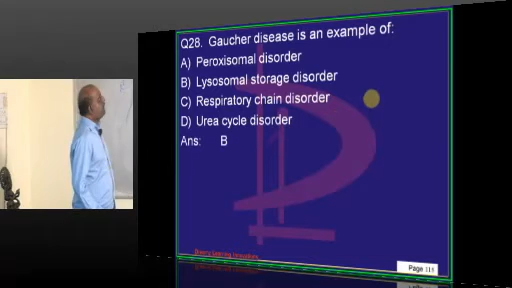 Q28. Gaucher disease is an example of:
A) Peroxisomal disorder
B) Lysosomal storage disorder
C) Respiratory chain disorder
D) Urea cycle disorder
Ans: B
Page 118